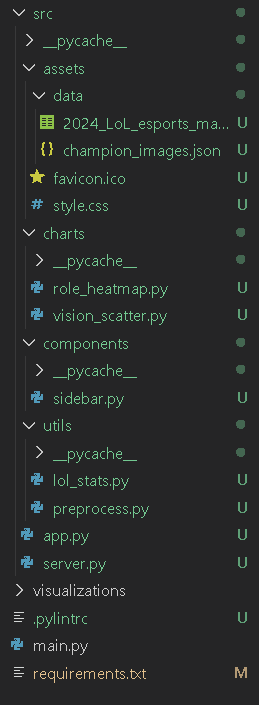 src
__pycache__
assets
data
2024_LoL_esports_ma... U
champion_images.json U
favicon.ico U
style.css U
charts
__pycache__
role_heatmap.py U
vision_scatter.py U
components
__pycache__
sidebar.py U
utils
__pycache__
lol_stats.py U
preprocess.py U
app.py U
server.py U
visualizations
.pylintrc U
main.py
requirements.txt M